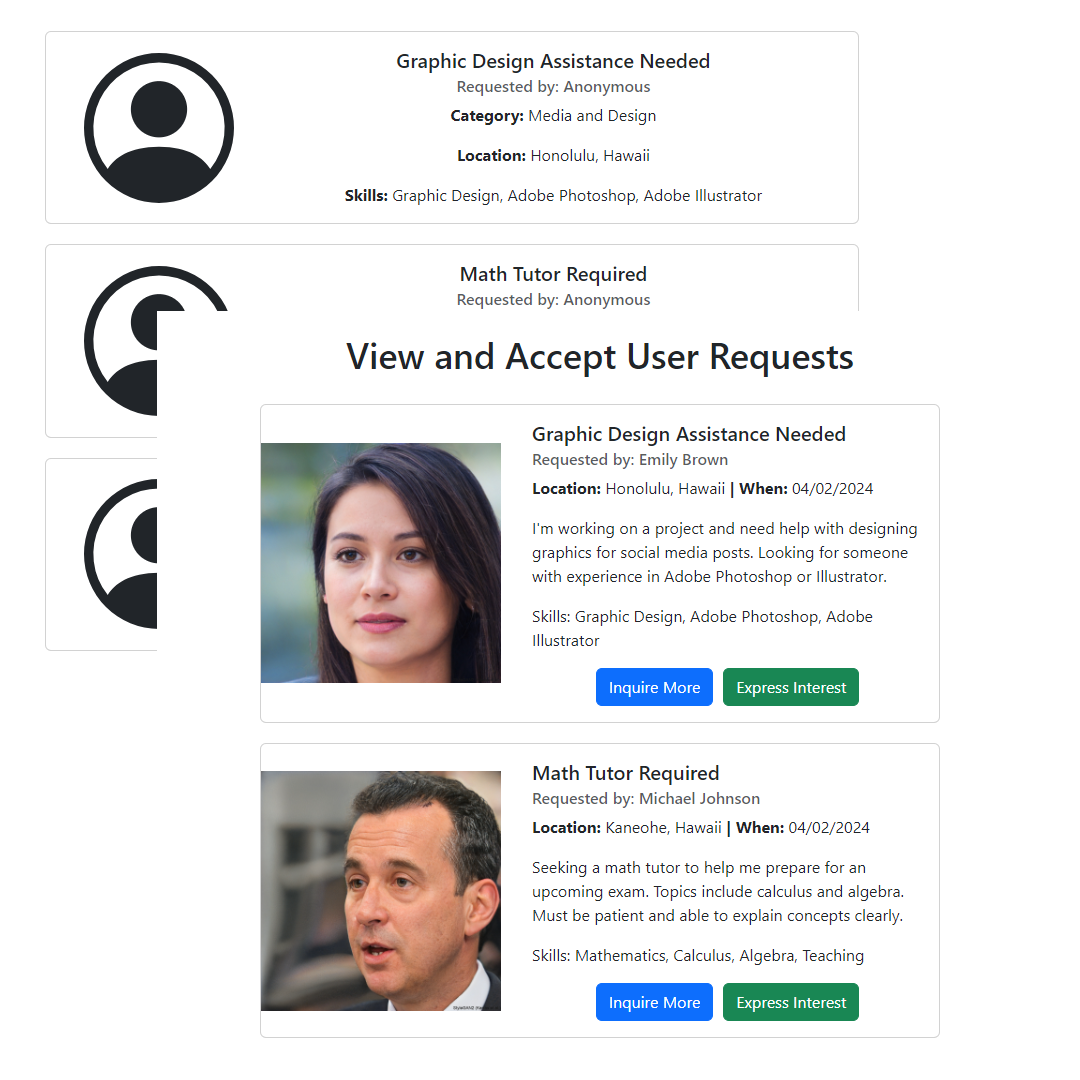 Graphic Design Assistance Needed
Requested by: Anonymous
Category: Media and Design
Location: Honolulu, Hawaii
Skills: Graphic Design, Adobe Photoshop, Adobe Illustrator
Math Tutor Required
Requested by: Anonymous
View and Accept User Requests
Graphic Design Assistance Needed
Requested by: Emily Brown
Location: Honolulu, Hawaii | When: 04/02/2024
I'm working on a project and need help with designing
graphics for social media posts. Looking for someone
with experience in Adobe Photoshop or Illustrator.
Skills: Graphic Design, Adobe Photoshop, Adobe
Illustrator
Inquire More
Express Interest
Math Tutor Required
Requested by: Michael Johnson
Location: Kaneohe, Hawaii | When: 04/02/2024
Seeking a math tutor to help me prepare for an
upcoming exam. Topics include calculus and algebra.
Must be patient and able to explain concepts clearly.
Skills: Mathematics, Calculus, Algebra, Teaching
Inquire More
Express Interest